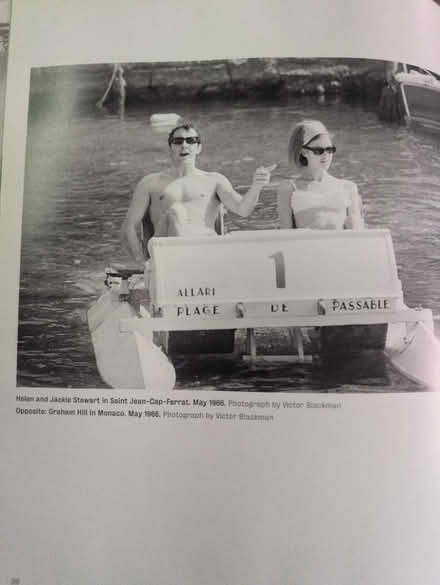 1
ALLARI
PLAGE DE PASSABLE
Helen and Jackie Stewart in Saint Jean-Cap-Ferrat. May 1966. Photograph by Victor Blackman
Opposite: Graham Hill in Monaco. May 1966. Photograph by Victor Blackman